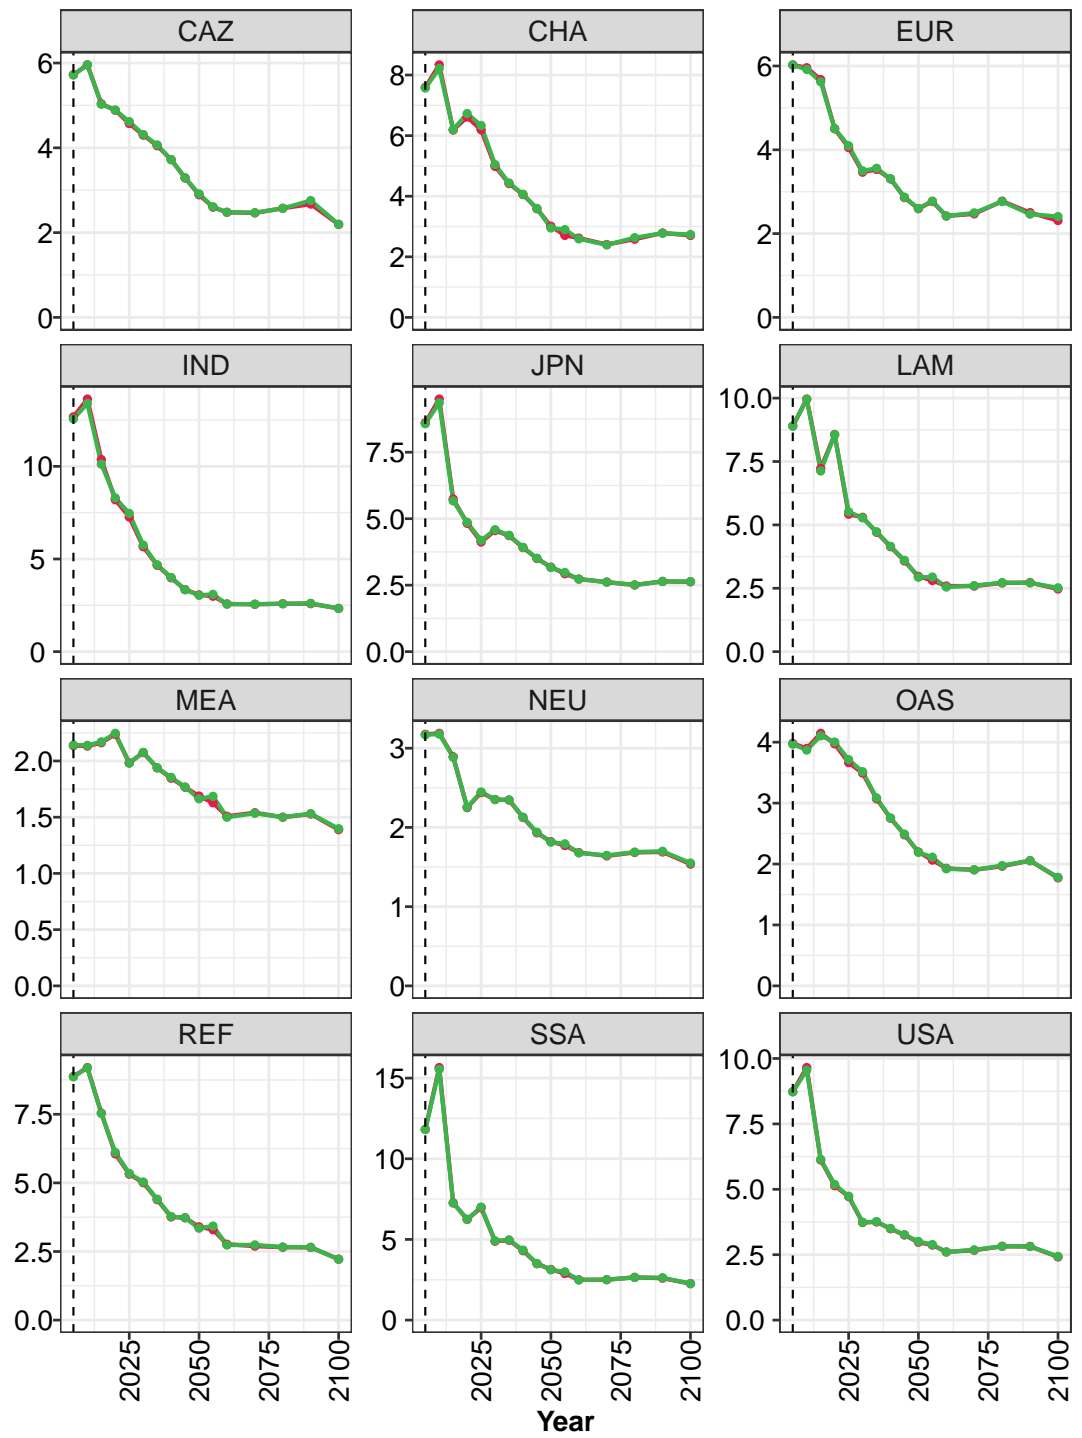 CAZ CHA EUR
6 8 6
4 6 4
2 4 2
0 2 0
0
IND JPN LAM
10 7.5 10.0
5 5.0 7.5
0 2.5 5.0
0.0 2.5
0.0
MEA NEU OAS
2.0 3 4
1.5 2 3
1.0 1 2
0.5 0 1
0.0 0
REF SSA USA
7.5 15 10.0
5.0 10 7.5
2.5 5 5.0
0.0 0 2.5
0.0
2025 2050 2075 2100 2025 2050 2075 2100 2025 2050 2075 2100
Year